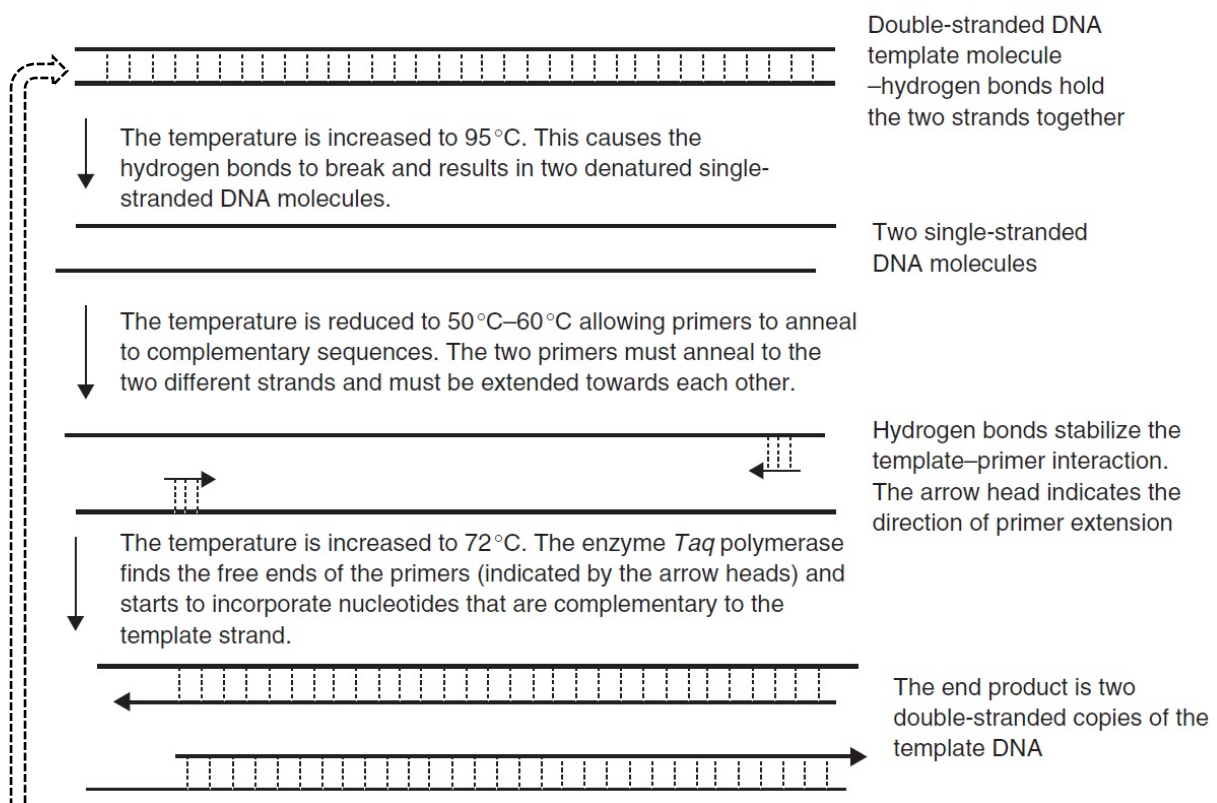 Double-stranded DNA
template molecule
–hydrogen bonds hold
the two strands together
The temperature is increased to 95°C. This causes the
hydrogen bonds to break and results in two denatured single-
stranded DNA molecules.
Two single-stranded
DNA molecules
The temperature is reduced to 50°C–60°C allowing primers to anneal
to complementary sequences. The two primers must anneal to the
two different strands and must be extended towards each other.
Hydrogen bonds stabilize the
template–primer interaction.
The arrow head indicates the
direction of primer extension
The temperature is increased to 72°C. The enzyme Taq polymerase
finds the free ends of the primers (indicated by the arrow heads) and
starts to incorporate nucleotides that are complementary to the
template strand.
The end product is two
double-stranded copies of the
template DNA